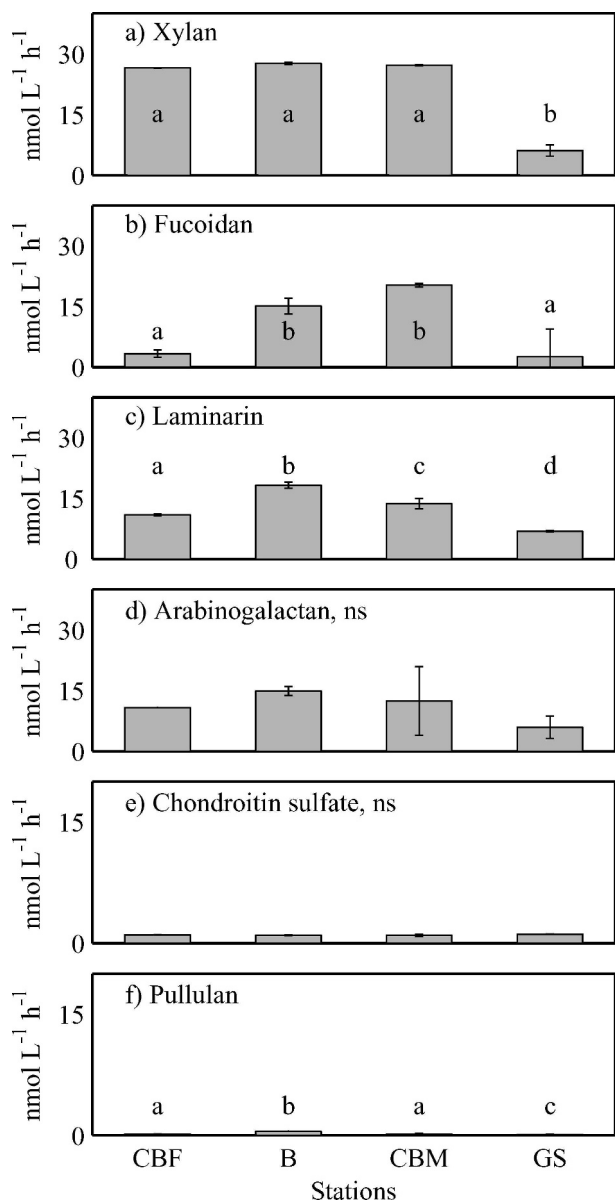 a) Xylan
nmol L⁻¹ h⁻¹
30
15
0
a a a b
b) Fucoidan
nmol L⁻¹ h⁻¹
30
15
0
a b b a
c) Laminarin
nmol L⁻¹ h⁻¹
30
15
0
a b c d
d) Arabinogalactan, ns
nmol L⁻¹ h⁻¹
30
15
0
e) Chondroitin sulfate, ns
nmol L⁻¹ h⁻¹
15
0
f) Pullulan
nmol L⁻¹ h⁻¹
15
0
a b a c
CBF B CBM GS
Stations